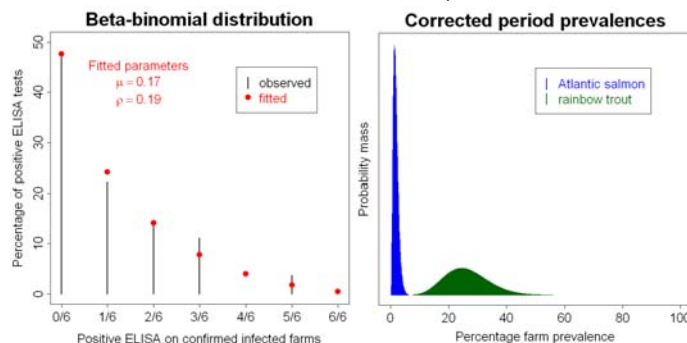 Beta-binomial distribution
Percentage of positive ELISA tests
50
40
30
20
10
0
Fitted parameters
μ = 0.17
ρ = 0.19
observed
fitted
0/6 1/6 2/6 3/6 4/6 5/6 6/6
Positive ELISA on confirmed infected farms
Corrected period prevalences
Probability mass
Atlantic salmon
rainbow trout
0 20 40 60 80 100
Percentage farm prevalence